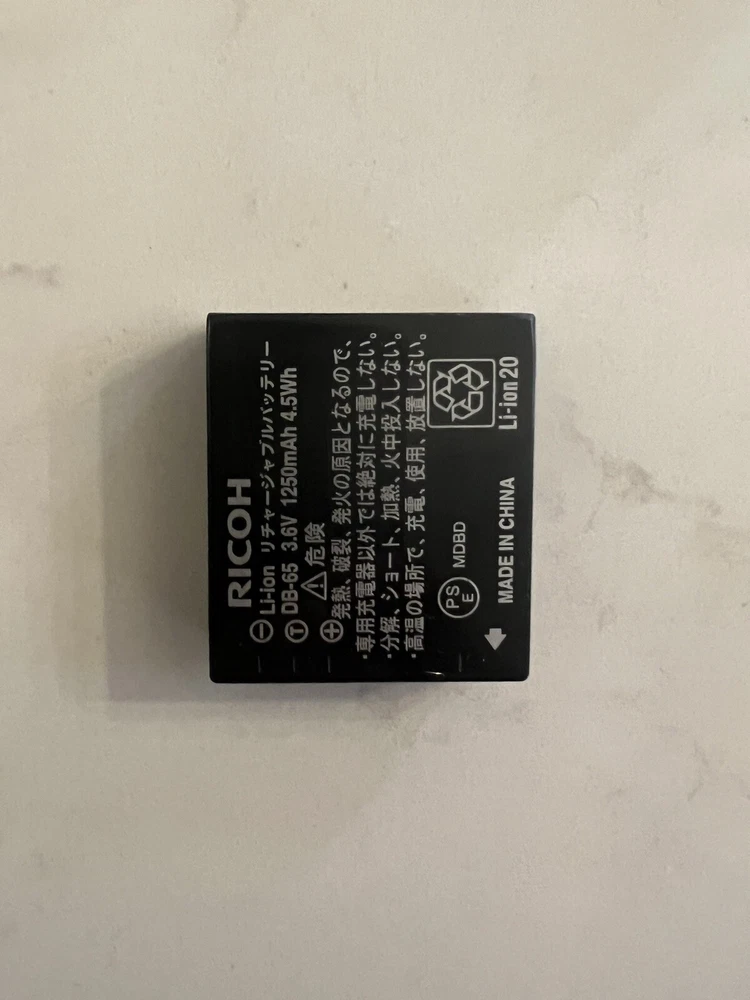 RICOH
Li-ion リチャージャブルバッテリー
DB-65 3.6V 1250mAh 4.5Wh
危険
発熱、破裂、発火の原因となるので、
・専用充電器以外では絶対に充電しない。
・分解、ショート、加熱、火中投入しない。
・高温の場所で、充電、使用、放置しない。
PSE MDBD
MADE IN CHINA
Li-ion 20
T